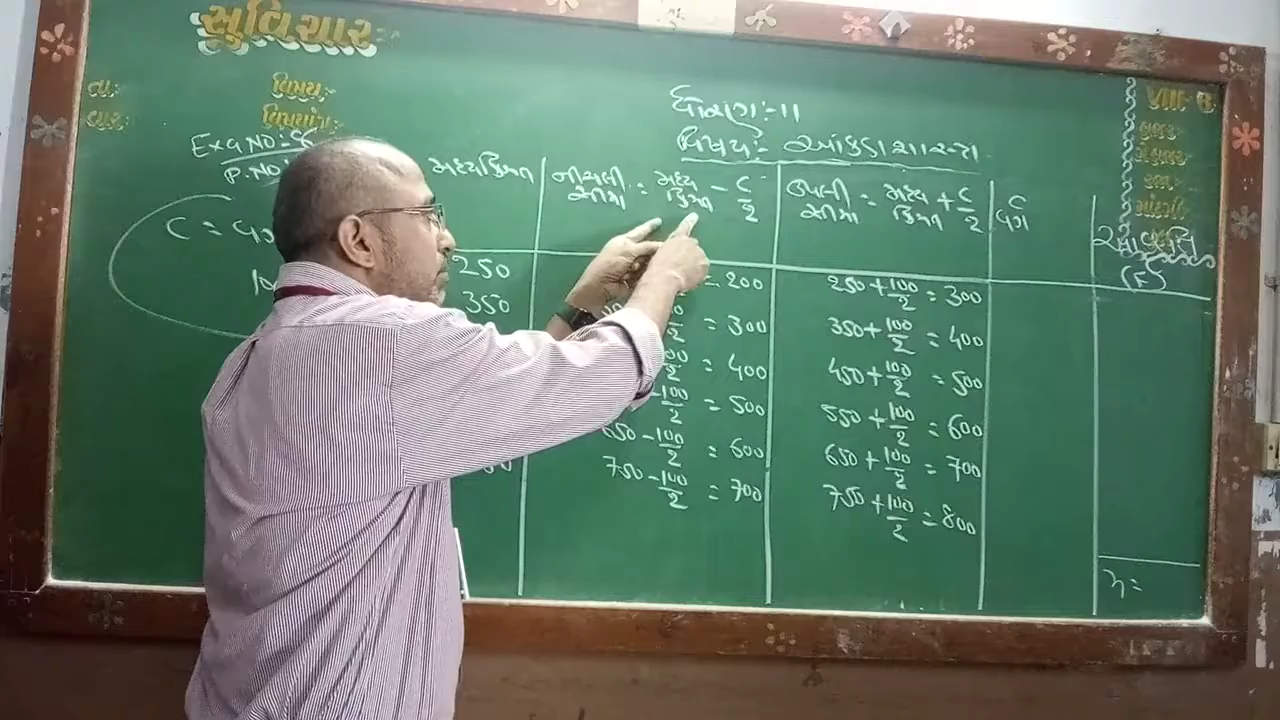 સુવિચાર:-
તા:
વાર:
વિષય:-
વિષયાંગ:-
VIII B
ધોરણ:- 11
વિષય:- આંકડાશાસ્ત્ર
Exa NO:-
P.NO:-
C =
મધ્યકિંમત
નીચલી સીમા = મધ્ય કિંમત - C/2
ઉપલી સીમા = મધ્ય કિંમત + C/2
C
વર્ગ
આવૃત્તિ
(F)
250
= 200
250 + 100/2 = 300
350
= 300
350 + 100/2 = 400
= 400
450 + 100/2 = 500
- 100/2 = 500
550 + 100/2 = 600
650 - 100/2 = 600
650 + 100/2 = 700
750 - 100/2 = 700
750 + 100/2 = 800
n =